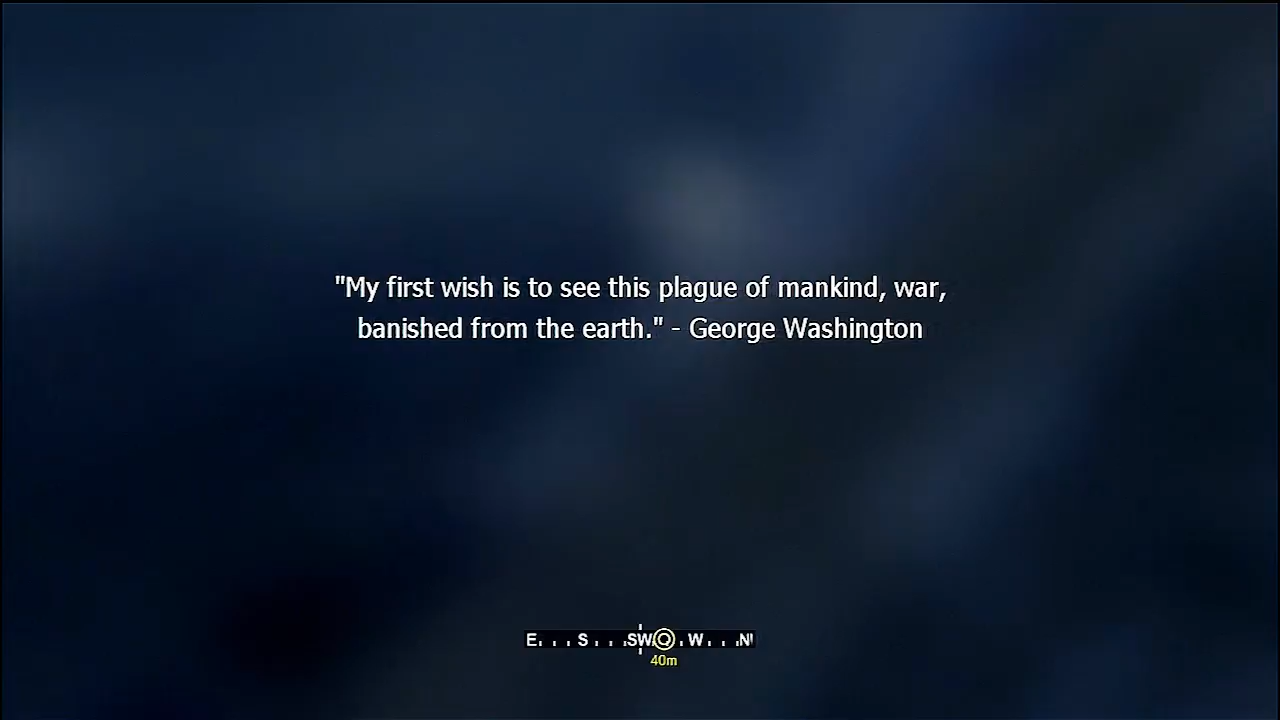 "My first wish is to see this plague of mankind, war,
banished from the earth." - George Washington
E. . . S . . . SW . W . . . N
40m